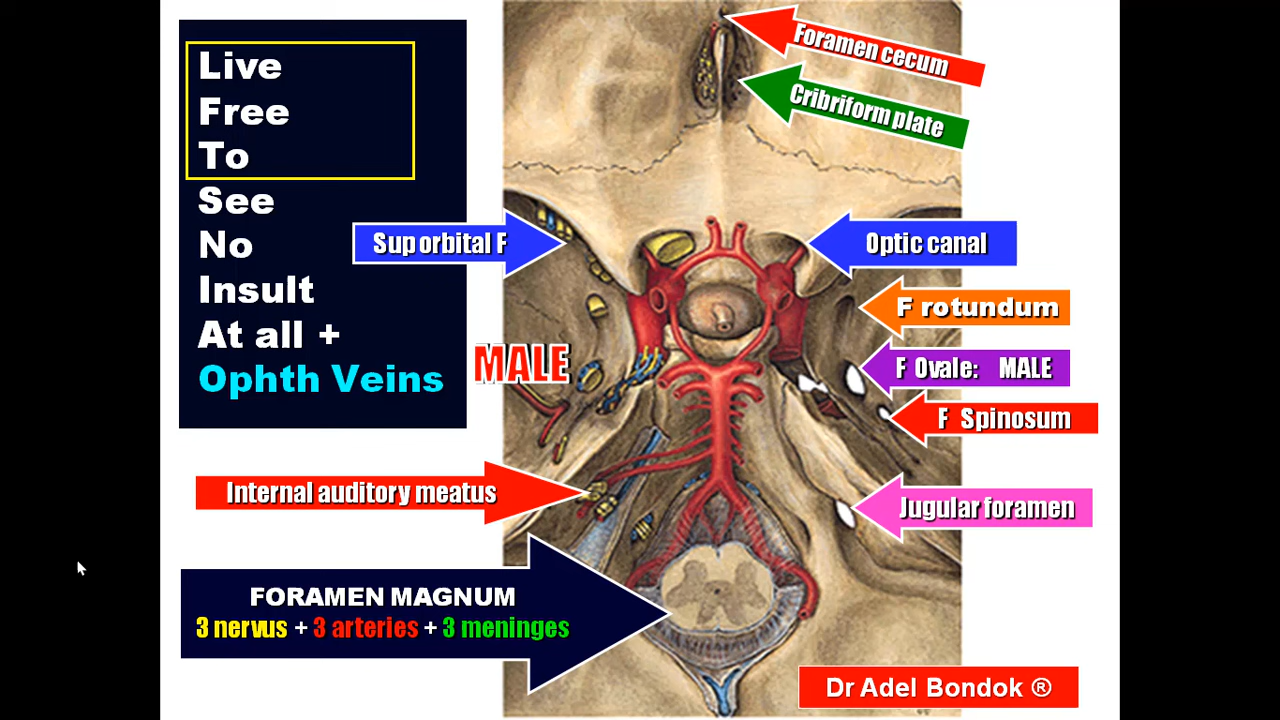 Live
Free
To
See
No
Insult
At all +
Ophth Veins
Foramen cecum
Cribriform plate
Sup orbital F
Optic canal
F rotundum
MALE
F Ovale: MALE
F Spinosum
Internal auditory meatus
Jugular foramen
FORAMEN MAGNUM
3 nervus + 3 arteries + 3 meninges
Dr Adel Bondok ®